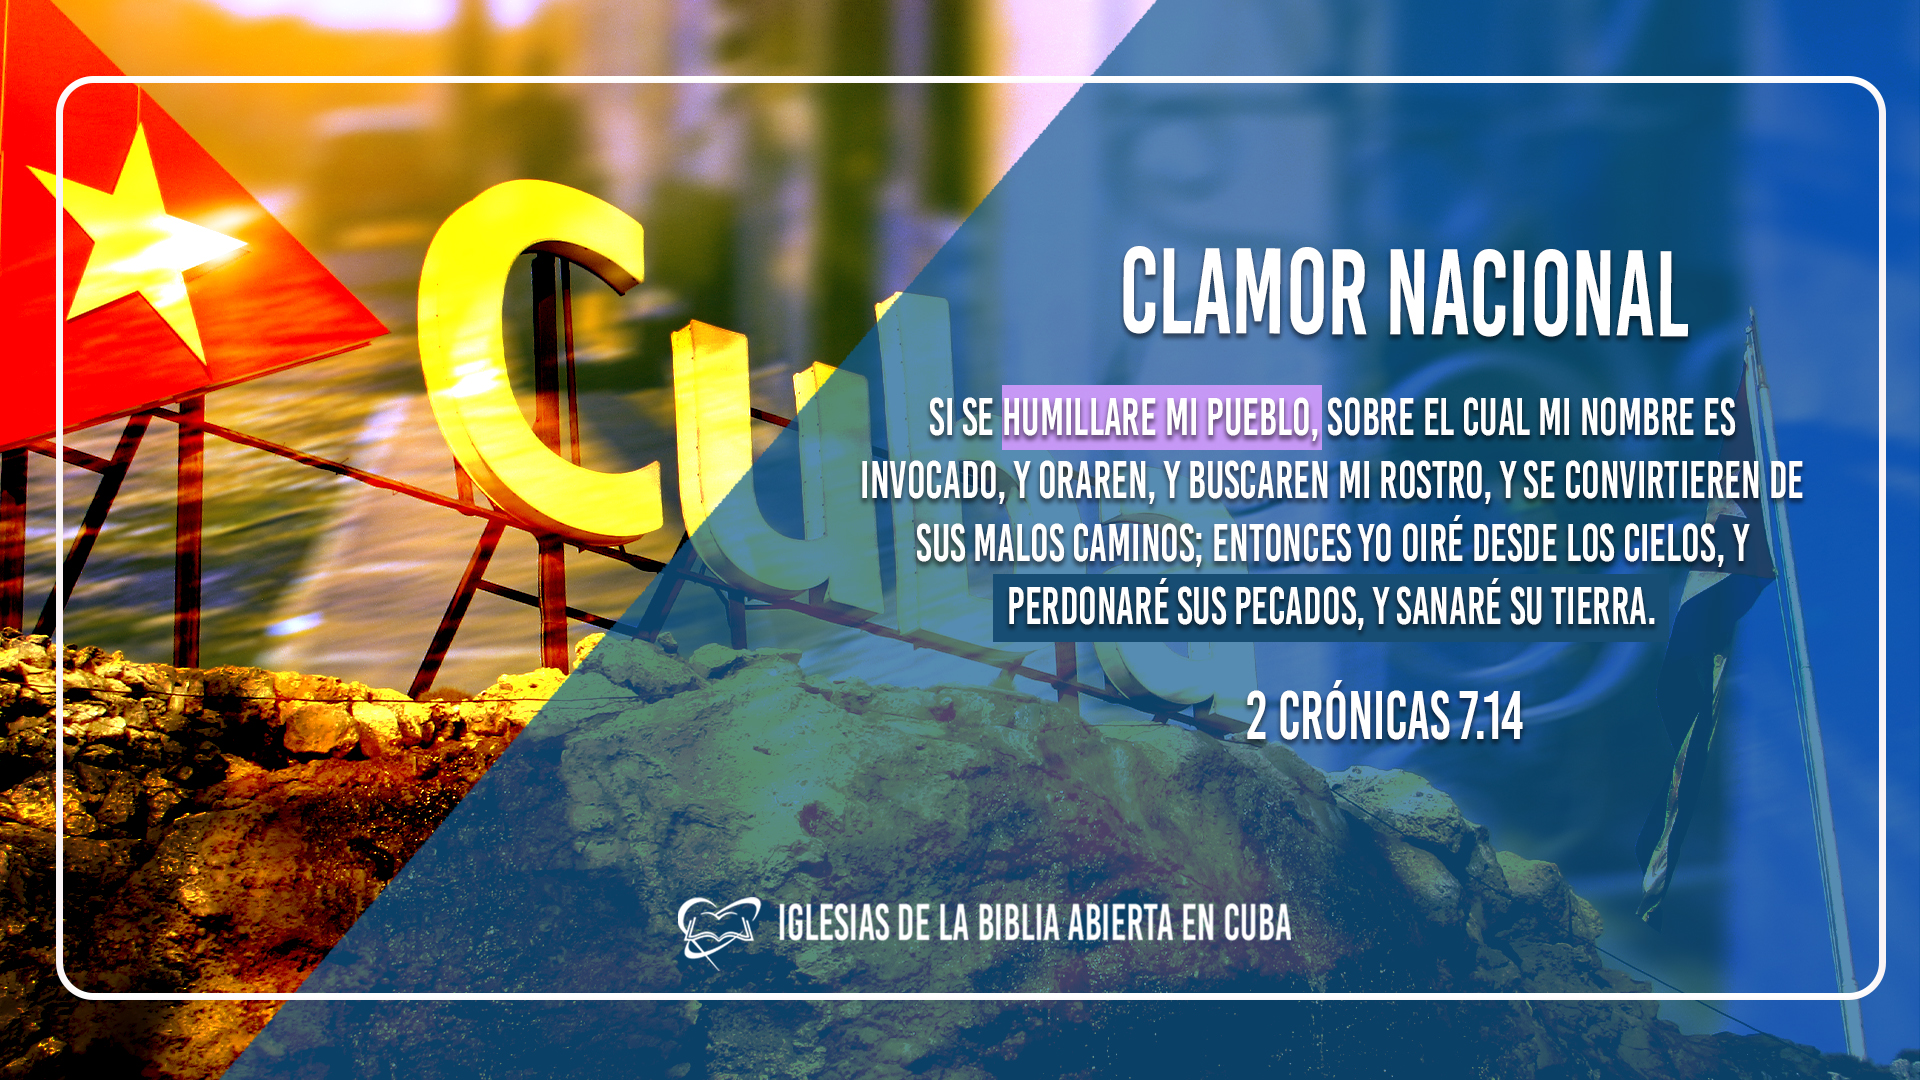 Cuba
CLAMOR NACIONAL
SI SE HUMILLARE MI PUEBLO, SOBRE EL CUAL MI NOMBRE ES
INVOCADO, Y ORAREN, Y BUSCAREN MI ROSTRO, Y SE CONVIRTIEREN DE
SUS MALOS CAMINOS; ENTONCES YO OIRÉ DESDE LOS CIELOS, Y
PERDONARÉ SUS PECADOS, Y SANARÉ SU TIERRA.
2 CRÓNICAS 7.14
IGLESIAS DE LA BIBLIA ABIERTA EN CUBA